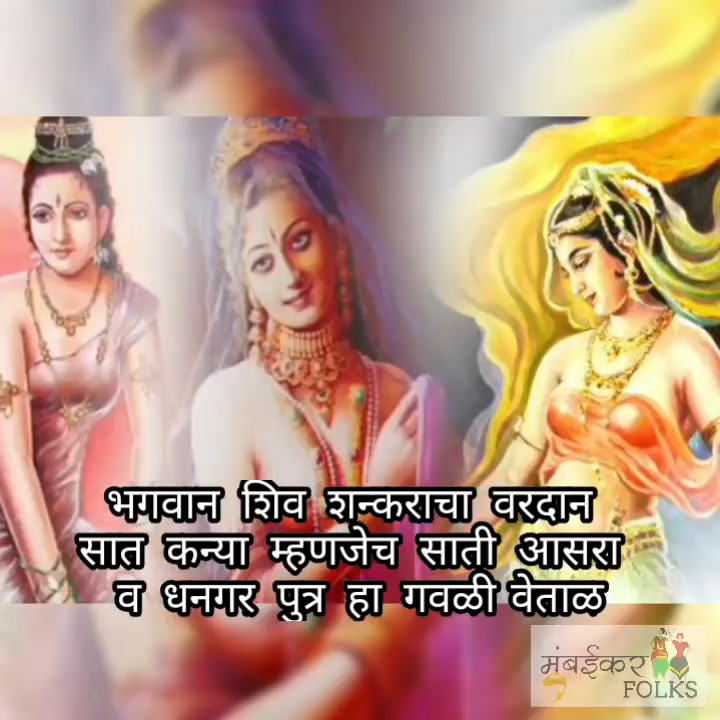 भगवान शिव शन्कराचा वरदान
सात कन्या म्हणजेच साती आसरा
व धनगर पुत्र हा गवळी वेताळ
मुंबईकर
FOLKS